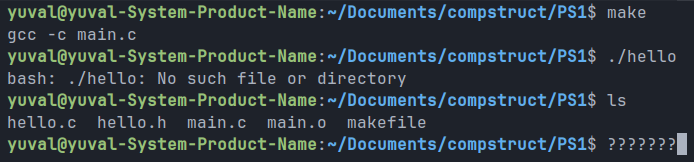 yuval@yuval-System-Product-Name:~/Documents/compstruct/PS1$ make
gcc -c main.c
yuval@yuval-System-Product-Name:~/Documents/compstruct/PS1$ ./hello
bash: ./hello: No such file or directory
yuval@yuval-System-Product-Name:~/Documents/compstruct/PS1$ ls
hello.c  hello.h  main.c  main.o  makefile
yuval@yuval-System-Product-Name:~/Documents/compstruct/PS1$ ???????